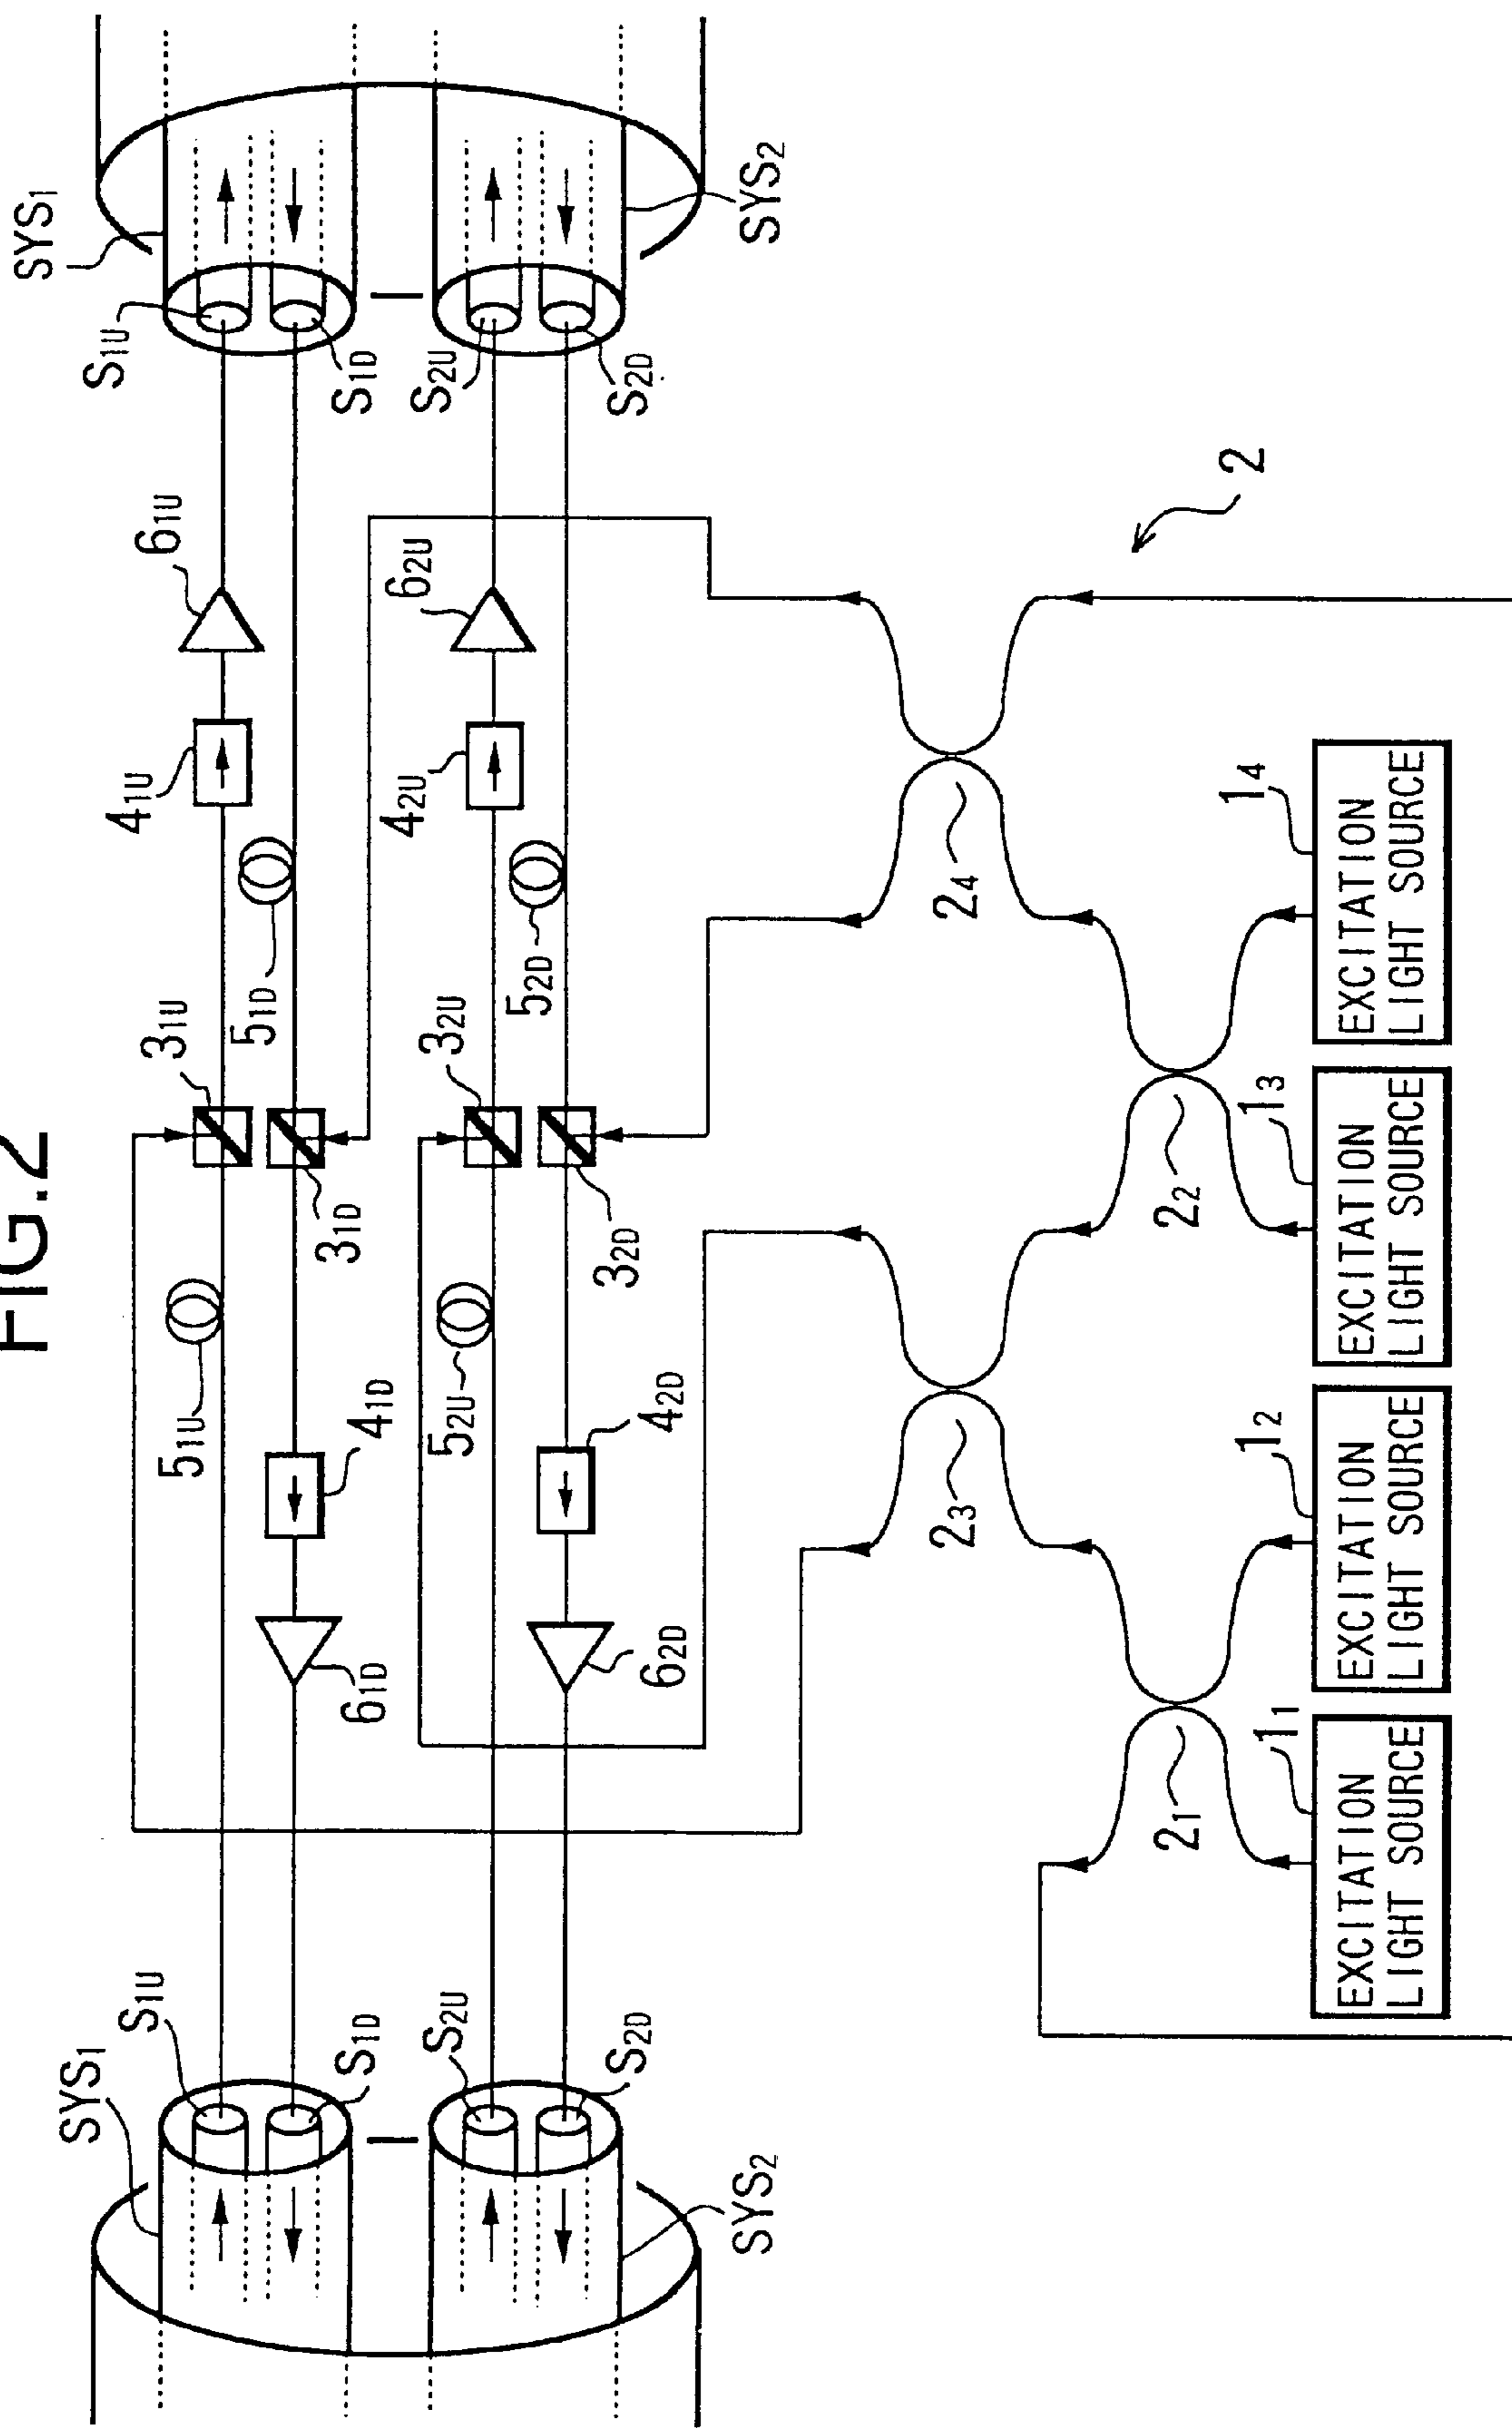 FIG.2
SYS1
S1U
S1D
S2U
S2D
SYS2
51U
41D
61D
52U
42D
62D
31U
31D
32U
32D
51D
52D
41U
61U
42U
62U
SYS1
S1U
S1D
S2U
S2D
SYS2
2
23
24
21
22
11
EXCITATION
LIGHT SOURCE
12
EXCITATION
LIGHT SOURCE
13
EXCITATION
LIGHT SOURCE
14
EXCITATION
LIGHT SOURCE